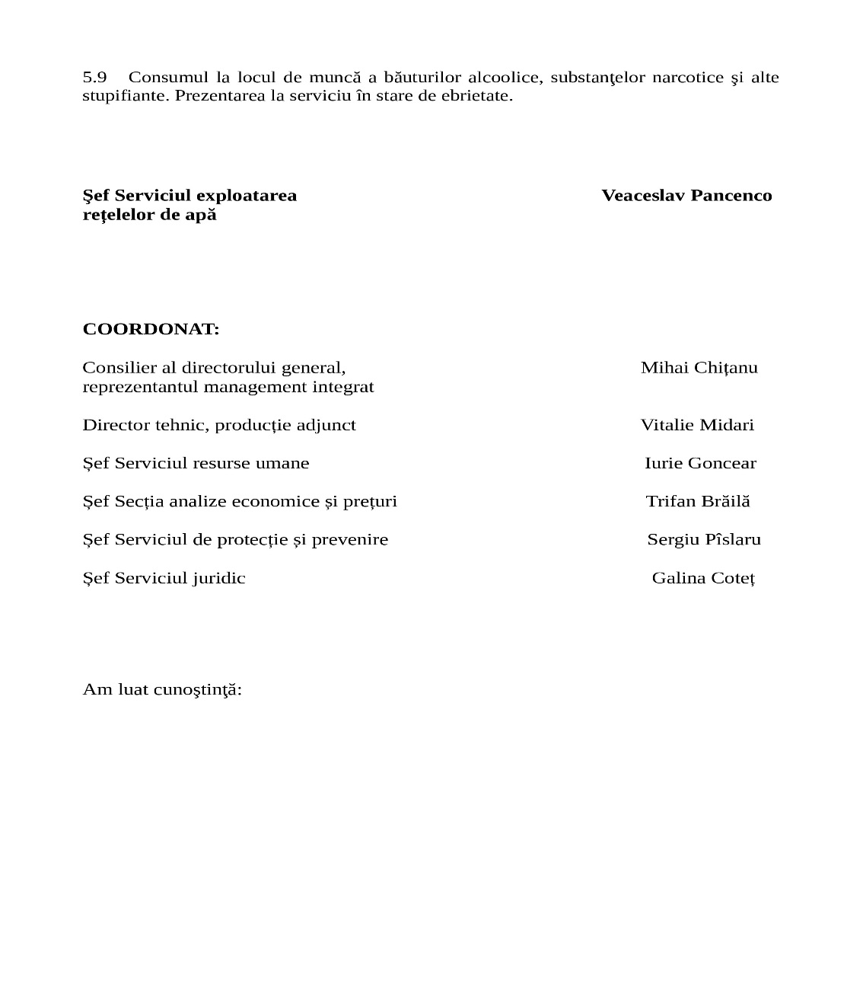 5.9 Consumul la locul de muncă a băuturilor alcoolice, substanţelor narcotice şi alte
stupifiante. Prezentarea la serviciu în stare de ebrietate.
Şef Serviciul exploatarea Veaceslav Pancenco
reţelelor de apă
COORDONAT:
Consilier al directorului general, Mihai Chițanu
reprezentantul management integrat
Director tehnic, producție adjunct Vitalie Midari
Șef Serviciul resurse umane Iurie Goncear
Șef Secția analize economice și prețuri Trifan Brăilă
Șef Serviciul de protecție și prevenire Sergiu Pîslaru
Șef Serviciul juridic Galina Coteț
Am luat cunoştinţă: